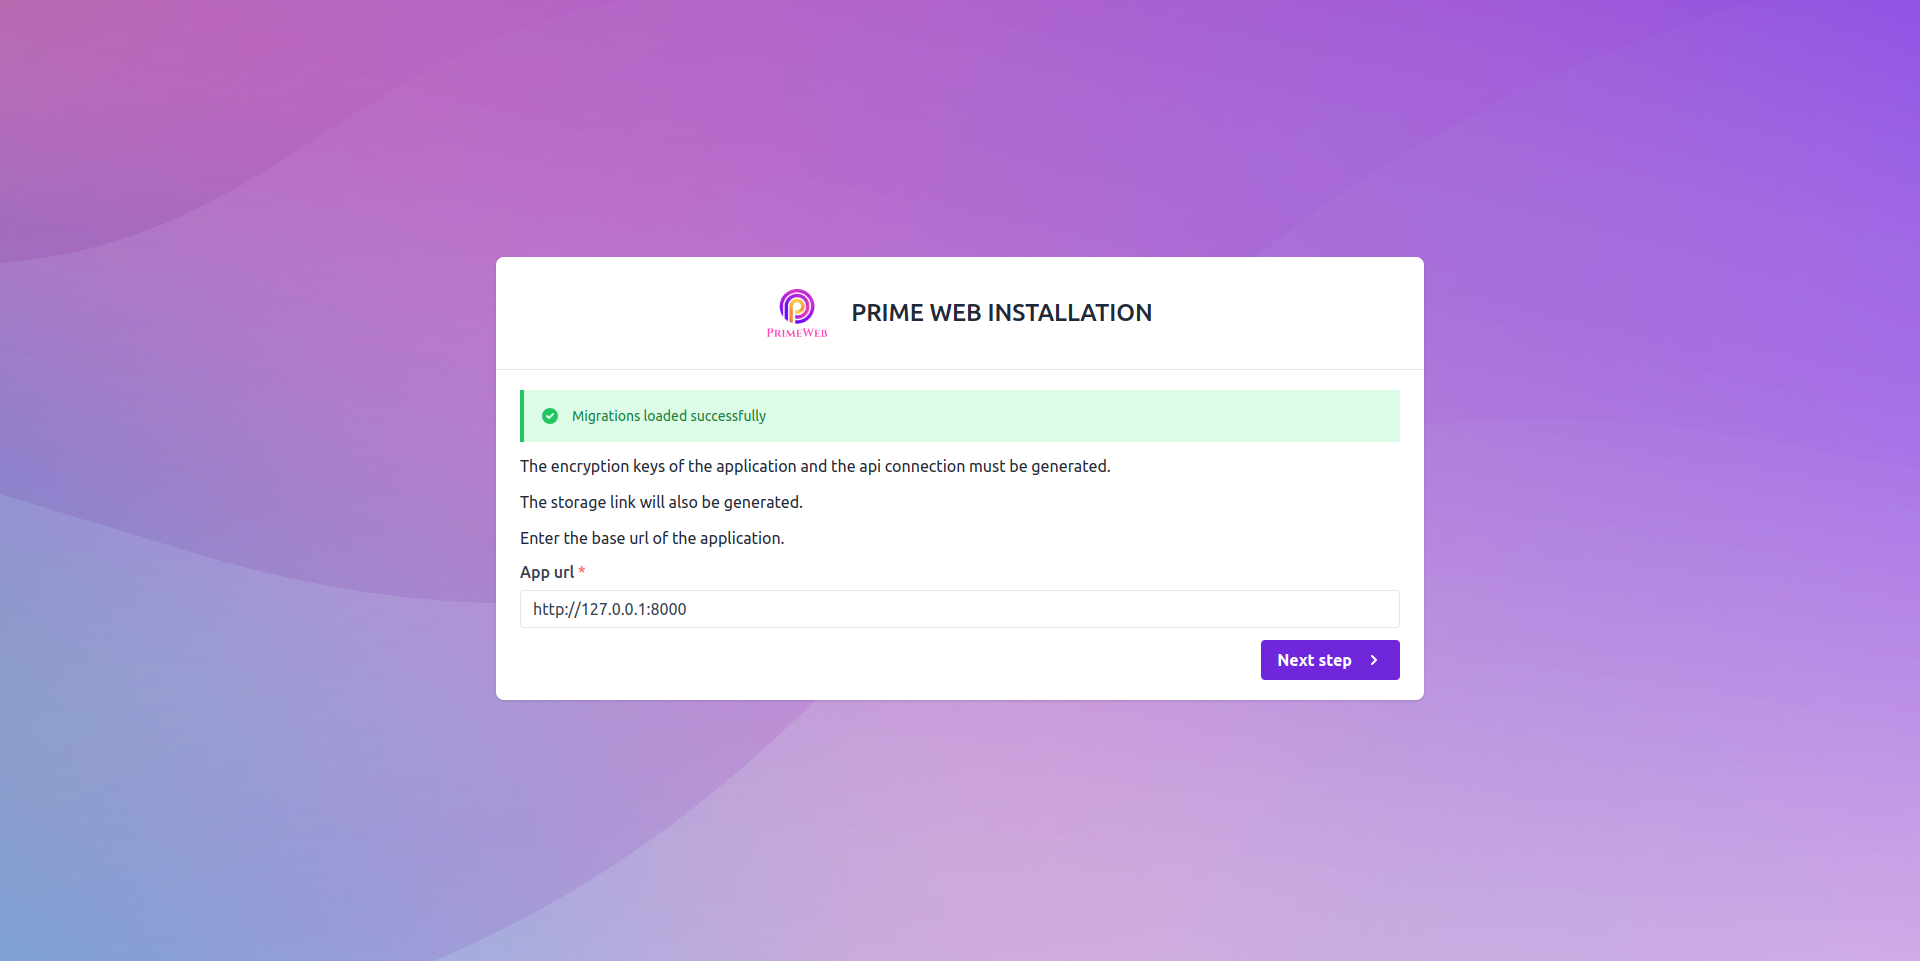 PRIMEWEB
PRIME WEB INSTALLATION
Migrations loaded successfully
The encryption keys of the application and the api connection must be generated.
The storage link will also be generated.
Enter the base url of the application.
App url *
http://127.0.0.1:8000
Next step